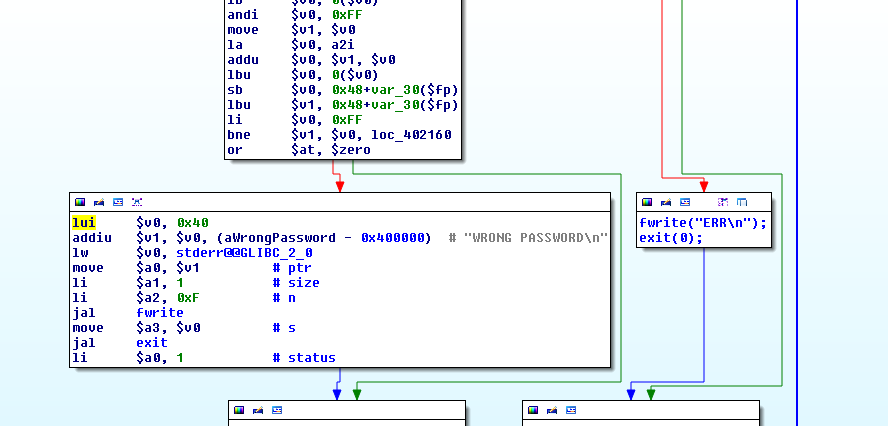 andi $v0, 0xFF
move $v1, $v0
la $v0, a2i
addu $v0, $v1, $v0
lbu $v0, 0($v0)
sb $v0, 0x48+var_30($fp)
lbu $v1, 0x48+var_30($fp)
li $v0, 0xFF
bne $v1, $v0, loc_402160
or $at, $zero
lui $v0, 0x40
addiu $v1, $v0, (aWrongPassword - 0x400000) # "WRONG PASSWORD\n"
lw $v0, stderr@@GLIBC_2_0
move $a0, $v1 # ptr
li $a1, 1 # size
li $a2, 0xF # n
jal fwrite
move $a3, $v0 # s
jal exit
li $a0, 1 # status
fwrite("ERR\n");
exit(0);